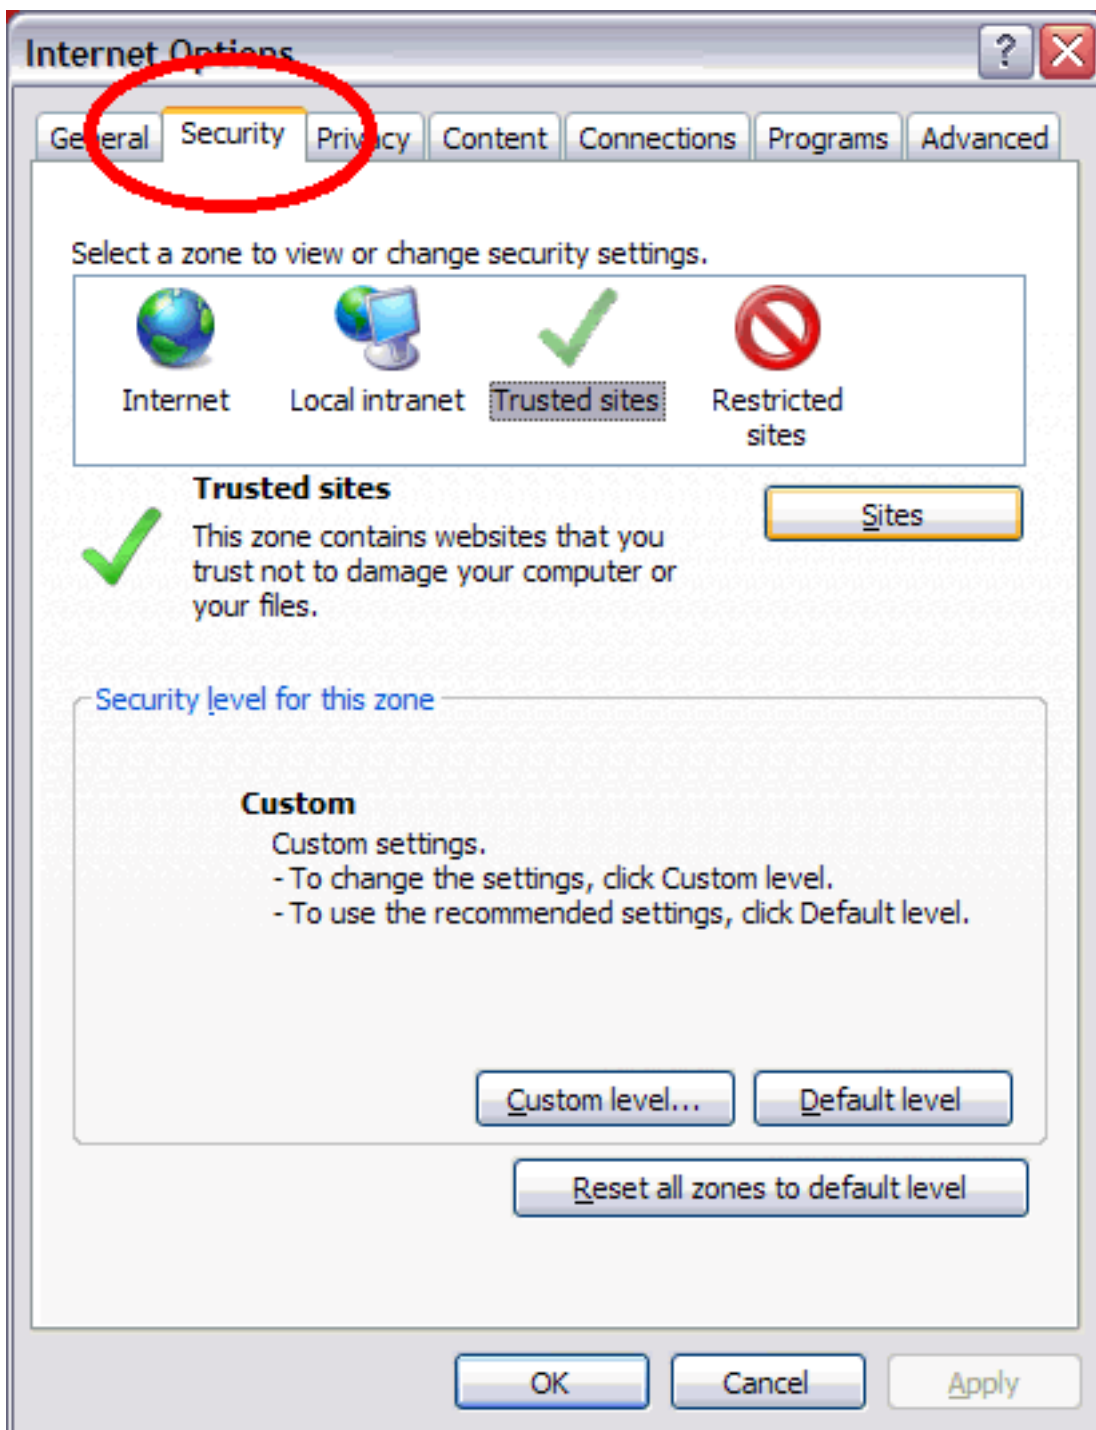 Internet Options
General Security Privacy Content Connections Programs Advanced
Select a zone to view or change security settings.
Internet Local intranet Trusted sites Restricted
sites
Trusted sites
Sites
This zone contains websites that you
trust not to damage your computer or
your files.
Security level for this zone
Custom
Custom settings.
- To change the settings, click Custom level.
- To use the recommended settings, click Default level.
Custom level... Default level
Reset all zones to default level
OK Cancel Apply